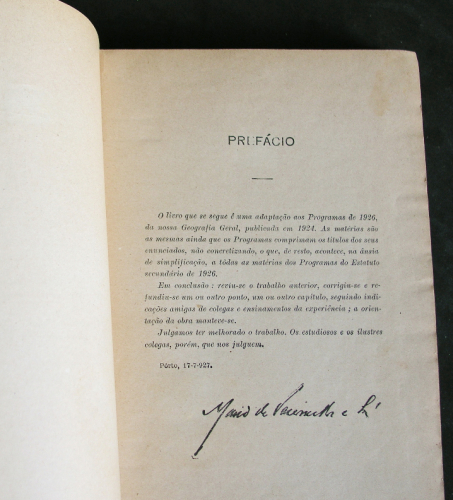 PREFÁCIO
O livro que se segue é uma adaptação aos Programas de 1926,
da nossa Geografia Geral, publicada em 1924. As matérias são
as mesmas ainda que os Programas comprimissem os títulos dos seus
enunciados, não concretizando, o que, de resto, acontece, na ânsia
de simplificação, a tôdas as matérias dos Programas do Estatuto
secundário de 1926.
Em conclusão: reviu-se o trabalho anterior, corrigiu-se e re-
fundiu-se um ou outro ponto, um ou outro capítulo, seguindo indi-
cações amigas de colegas e ensinamentos da experiência; a orien-
tação da obra manteve-se.
Julgamos ter melhorado o trabalho. Os estudiosos e os ilustres
colegas, porém, que nos julguem.
Pôrto, 17-7-927.
Mario de Vasconcellos e Sá